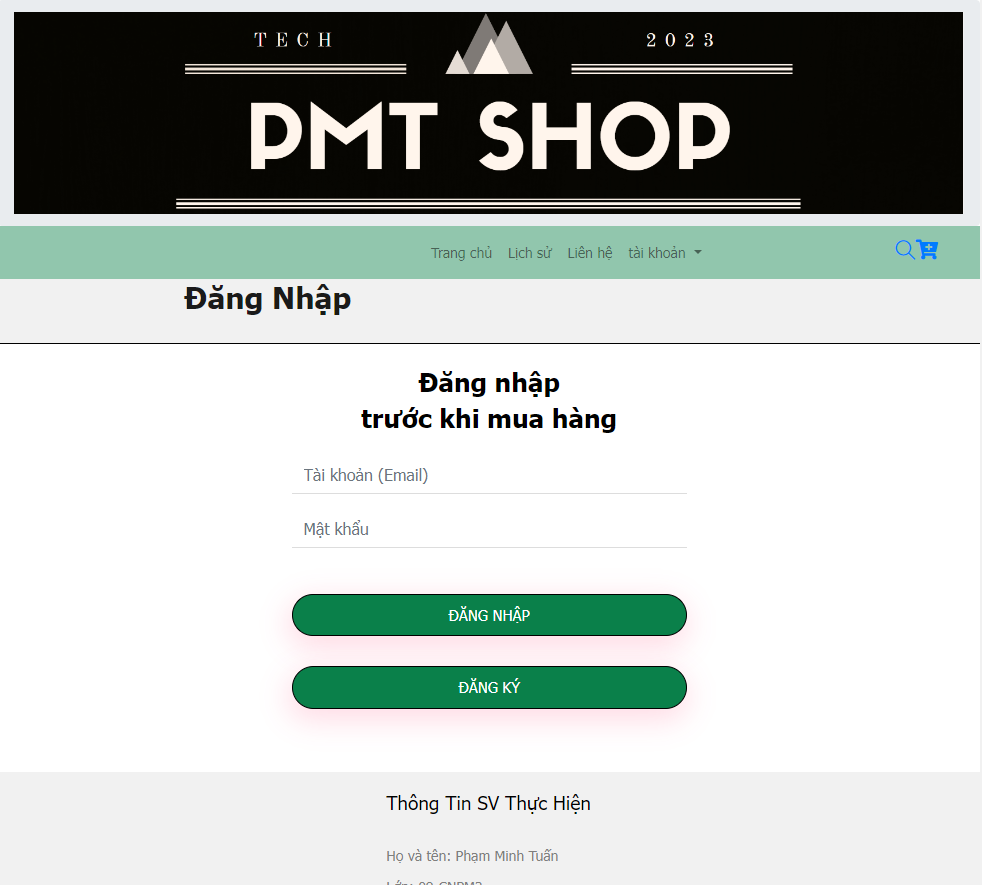 TECH
2023
PMT SHOP
Trang chủ Lịch sử Liên hệ tài khoản
Đăng Nhập
Đăng nhập
trước khi mua hàng
Tài khoản (Email)
Mật khẩu
ĐĂNG NHẬP
ĐĂNG KÝ
Thông Tin SV Thực Hiện
Họ và tên: Phạm Minh Tuấn